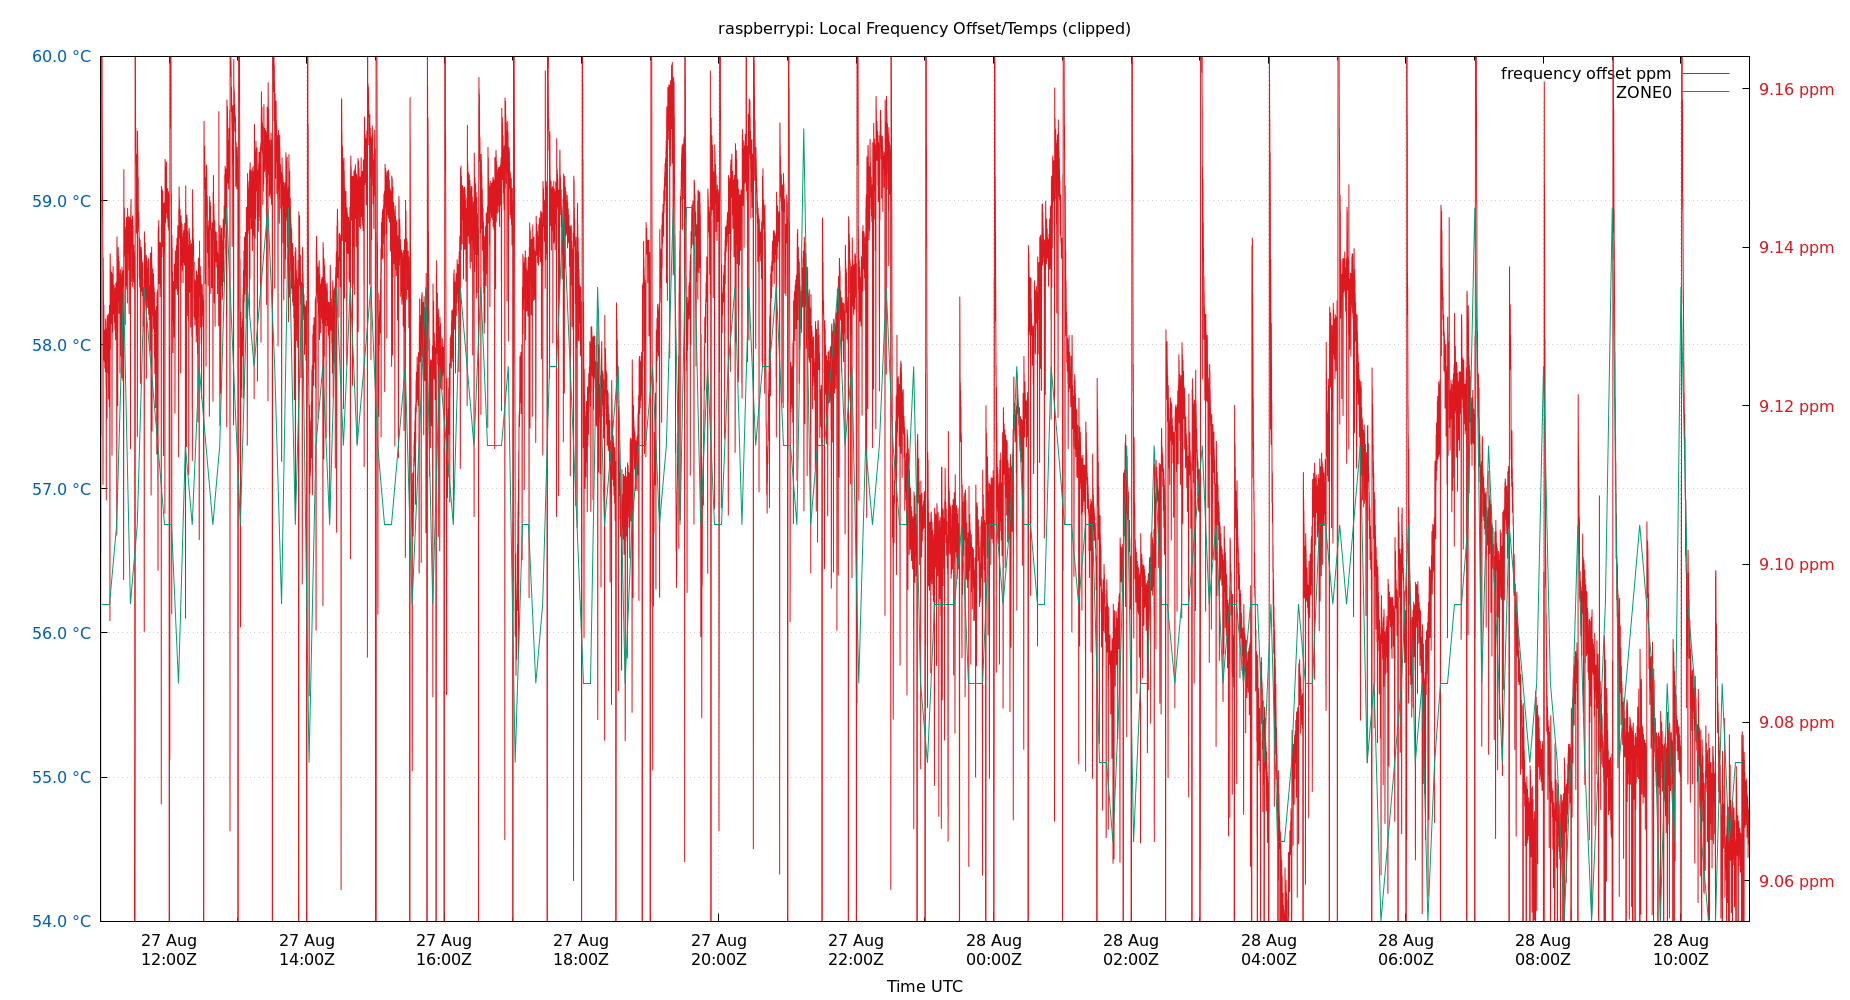 raspberrypi: Local Frequency Offset/Temps (clipped)
60.0 °C
59.0 °C
58.0 °C
57.0 °C
56.0 °C
55.0 °C
54.0 °C
frequency offset ppm
ZONE0
9.16 ppm
9.14 ppm
9.12 ppm
9.10 ppm
9.08 ppm
9.06 ppm
27 Aug
12:00Z
27 Aug
14:00Z
27 Aug
16:00Z
27 Aug
18:00Z
27 Aug
20:00Z
27 Aug
22:00Z
28 Aug
00:00Z
28 Aug
02:00Z
28 Aug
04:00Z
28 Aug
06:00Z
28 Aug
08:00Z
28 Aug
10:00Z
Time UTC